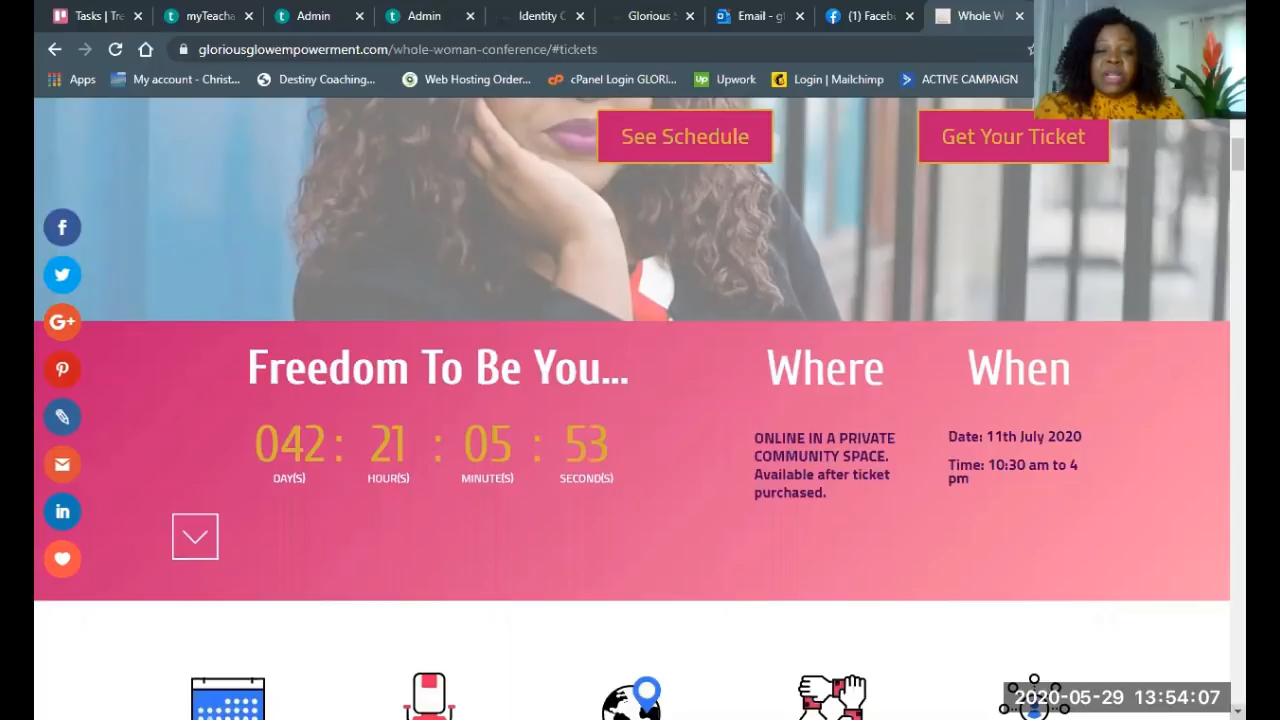 Tasks | Tre
myTeacha
Admin
Admin
Identity C
Glorious S
Email - gl
(1) Faceb
Whole W
gloriousglowempowerment.com/whole-woman-conference/#tickets
Apps
My account - Christ...
Destiny Coaching...
Web Hosting Order...
cPanel Login GLORI...
Upwork
Login | Mailchimp
ACTIVE CAMPAIGN
See Schedule
Get Your Ticket
Freedom To Be You...
042 : 21 : 05 : 53
DAY(S) HOUR(S) MINUTE(S) SECOND(S)
Where
ONLINE IN A PRIVATE
COMMUNITY SPACE.
Available after ticket
purchased.
When
Date: 11th July 2020
Time: 10:30 am to 4
pm
2020-05-29 13:54:07